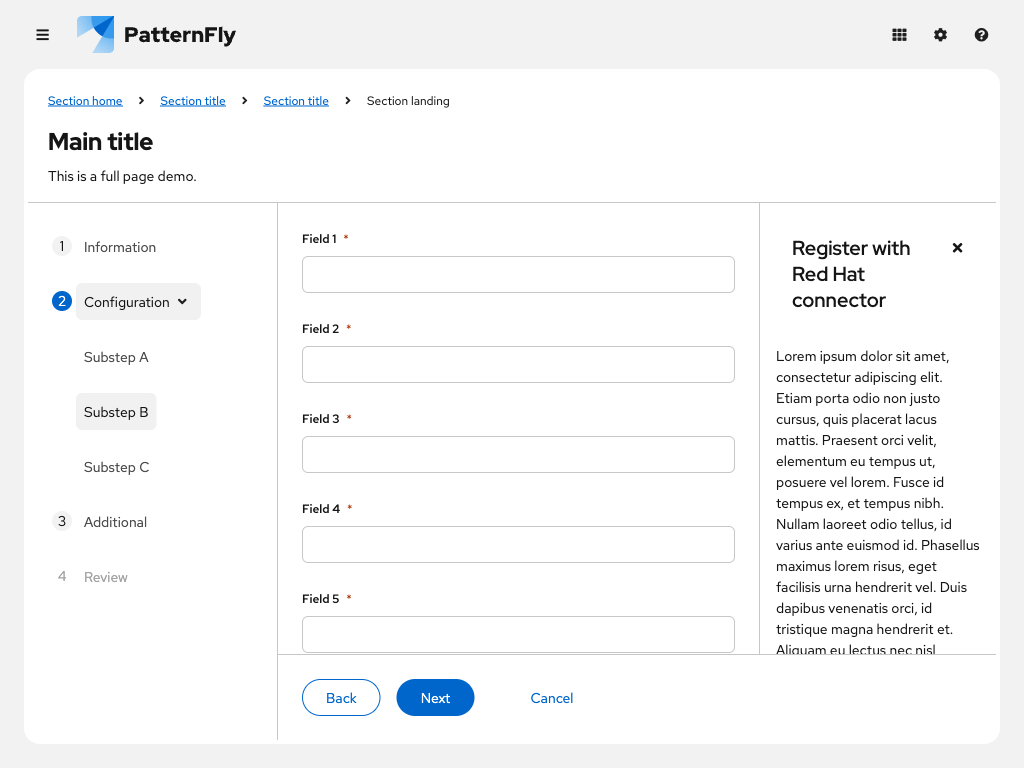 PatternFly
Section home
Section title
Section title
Section landing
Main title
This is a full page demo.
1 Information
2 Configuration
Substep A
Substep B
Substep C
3 Additional
4 Review
Field 1 *
Field 2 *
Field 3 *
Field 4 *
Field 5 *
Register with
Red Hat
connector
Lorem ipsum dolor sit amet,
consectetur adipiscing elit.
Etiam porta odio non justo
cursus, quis placerat lacus
mattis. Praesent orci velit,
elementum eu tempus ut,
posuere vel lorem. Fusce id
tempus ex, et tempus nibh.
Nullam laoreet odio tellus, id
varius ante euismod id. Phasellus
maximus lorem risus, eget
facilisis urna hendrerit vel. Duis
dapibus venenatis orci, id
tristique magna hendrerit et.
Aliquam eu lectus nec nisl
Back
Next
Cancel